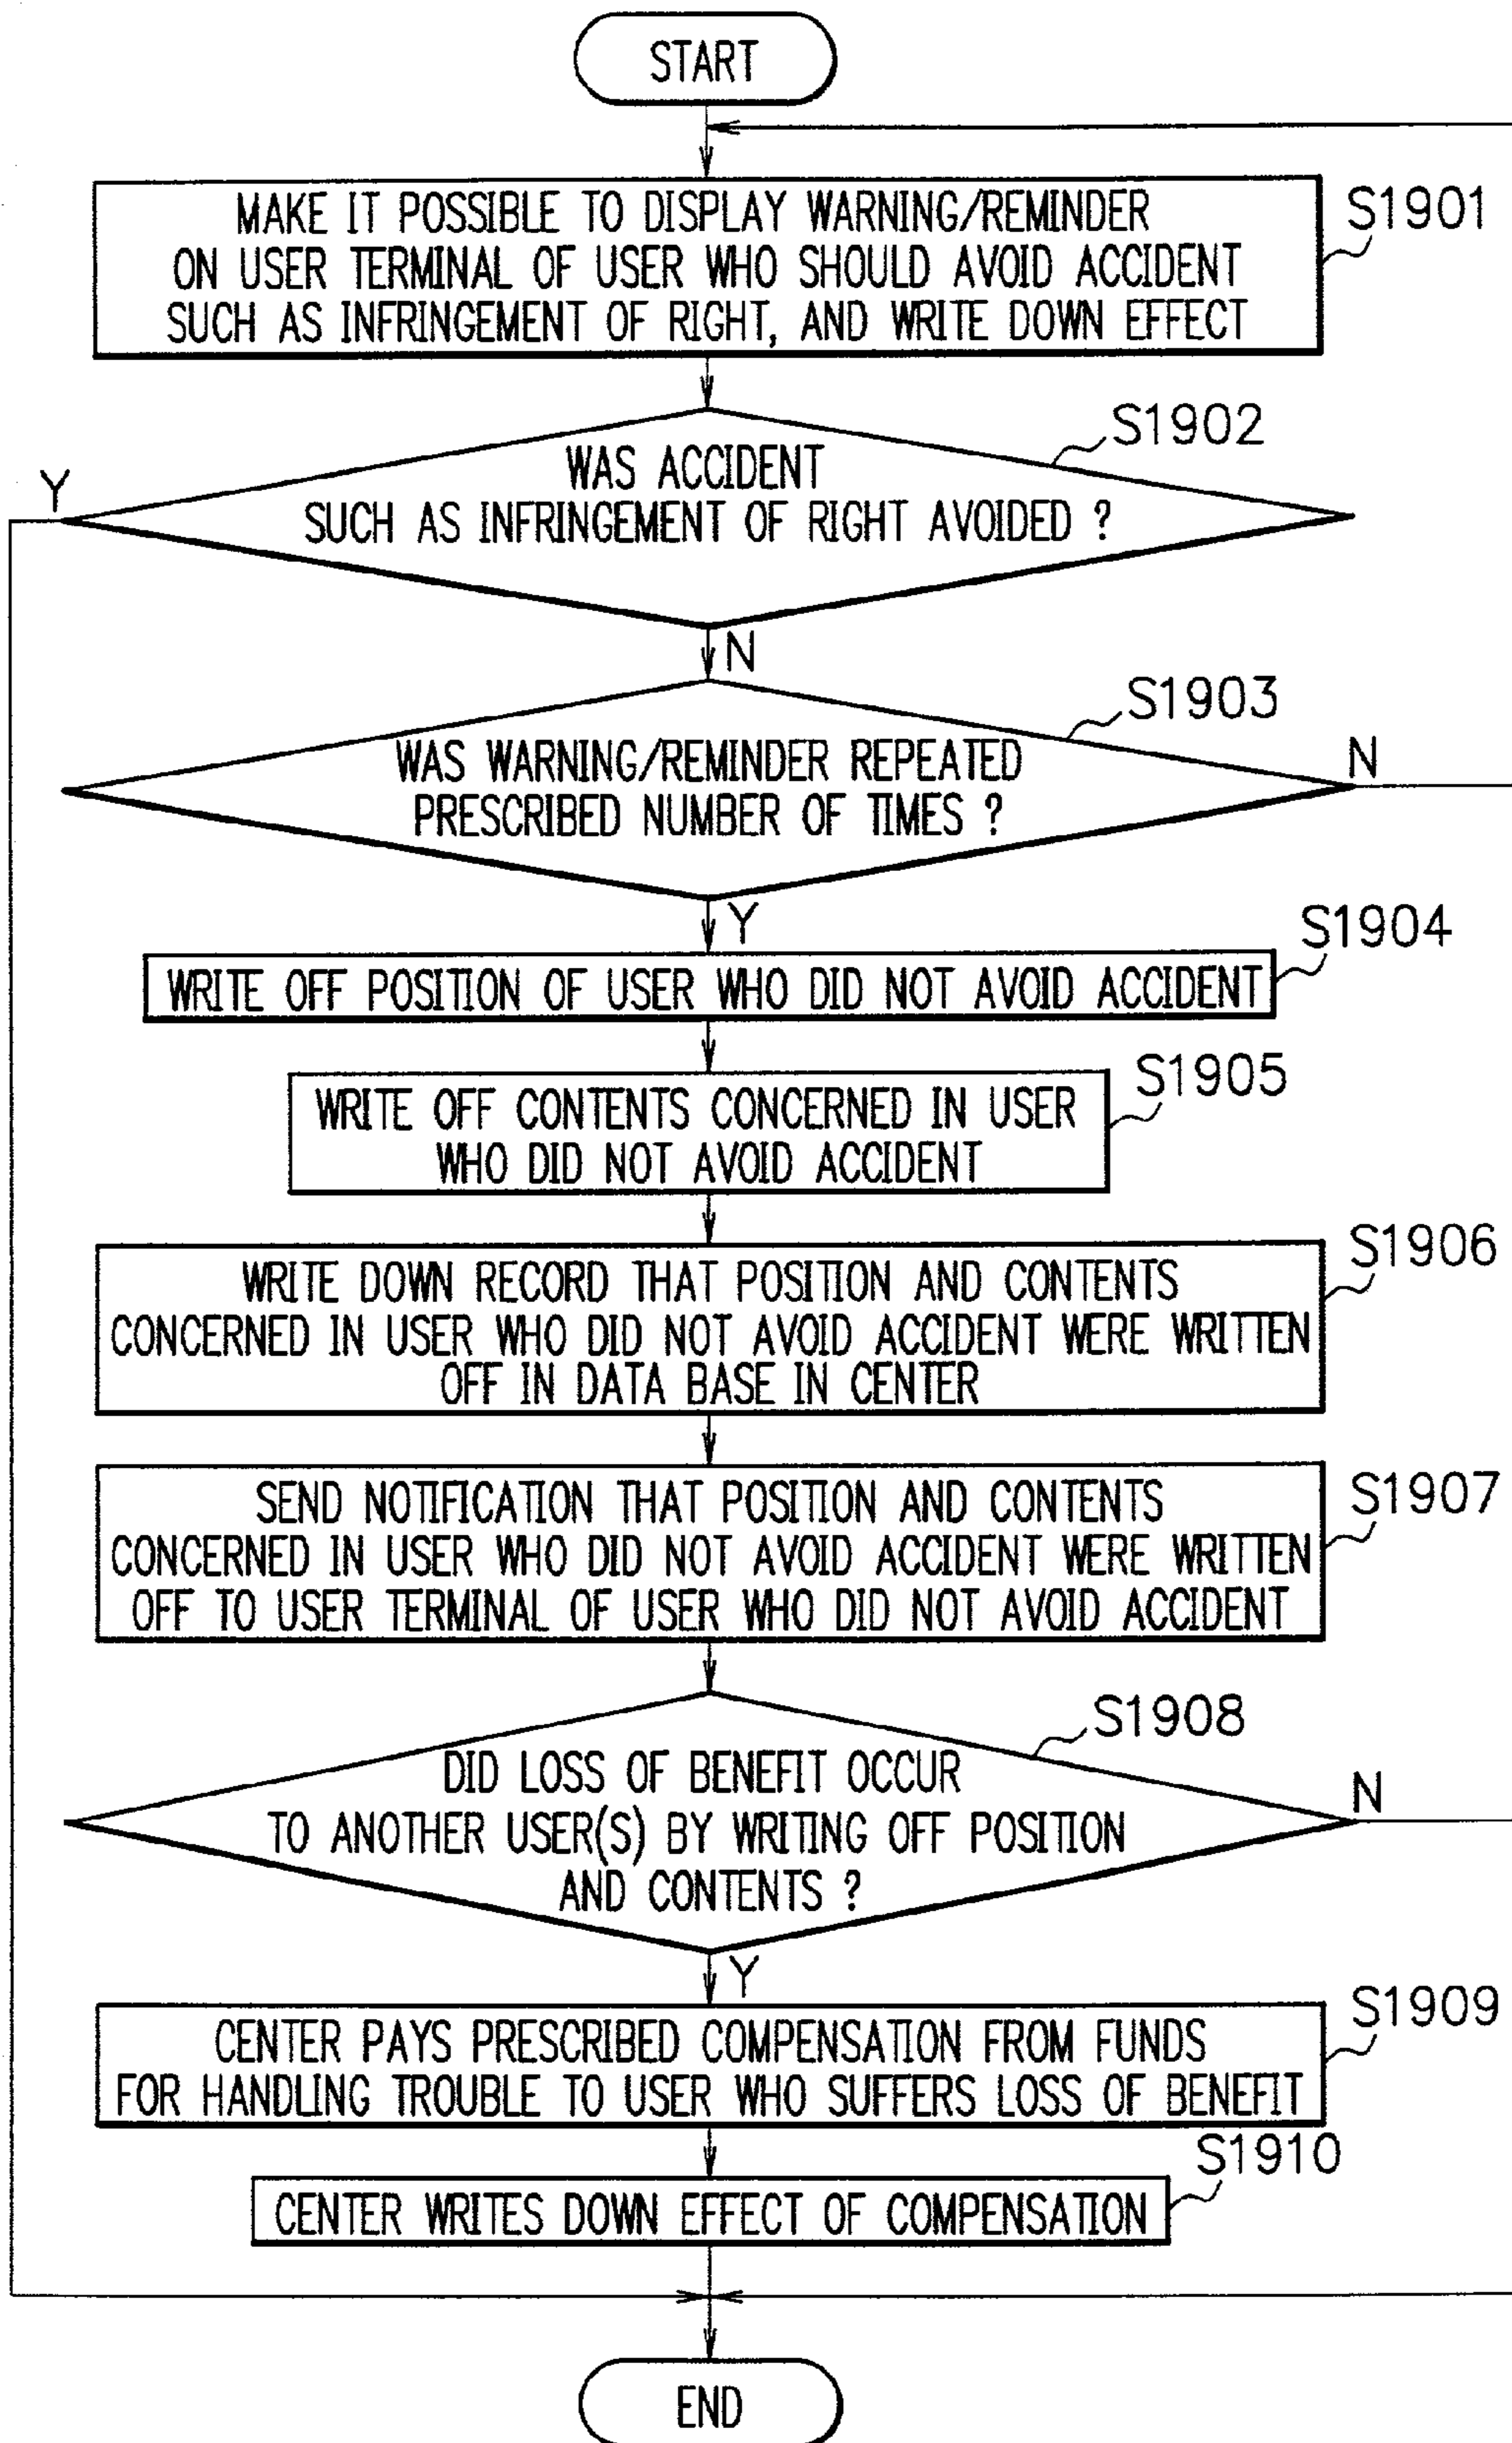 START
MAKE IT POSSIBLE TO DISPLAY WARNING/REMINDER
ON USER TERMINAL OF USER WHO SHOULD AVOID ACCIDENT
SUCH AS INFRINGEMENT OF RIGHT, AND WRITE DOWN EFFECT
S1901
S1902
WAS ACCIDENT
SUCH AS INFRINGEMENT OF RIGHT AVOIDED ?
Y
N
S1903
WAS WARNING/REMINDER REPEATED
PRESCRIBED NUMBER OF TIMES ?
N
Y
S1904
WRITE OFF POSITION OF USER WHO DID NOT AVOID ACCIDENT
S1905
WRITE OFF CONTENTS CONCERNED IN USER
WHO DID NOT AVOID ACCIDENT
S1906
WRITE DOWN RECORD THAT POSITION AND CONTENTS
CONCERNED IN USER WHO DID NOT AVOID ACCIDENT WERE WRITTEN
OFF IN DATA BASE IN CENTER
S1907
SEND NOTIFICATION THAT POSITION AND CONTENTS
CONCERNED IN USER WHO DID NOT AVOID ACCIDENT WERE WRITTEN
OFF TO USER TERMINAL OF USER WHO DID NOT AVOID ACCIDENT
S1908
DID LOSS OF BENEFIT OCCUR
TO ANOTHER USER(S) BY WRITING OFF POSITION
AND CONTENTS ?
N
Y
S1909
CENTER PAYS PRESCRIBED COMPENSATION FROM FUNDS
FOR HANDLING TROUBLE TO USER WHO SUFFERS LOSS OF BENEFIT
S1910
CENTER WRITES DOWN EFFECT OF COMPENSATION
END